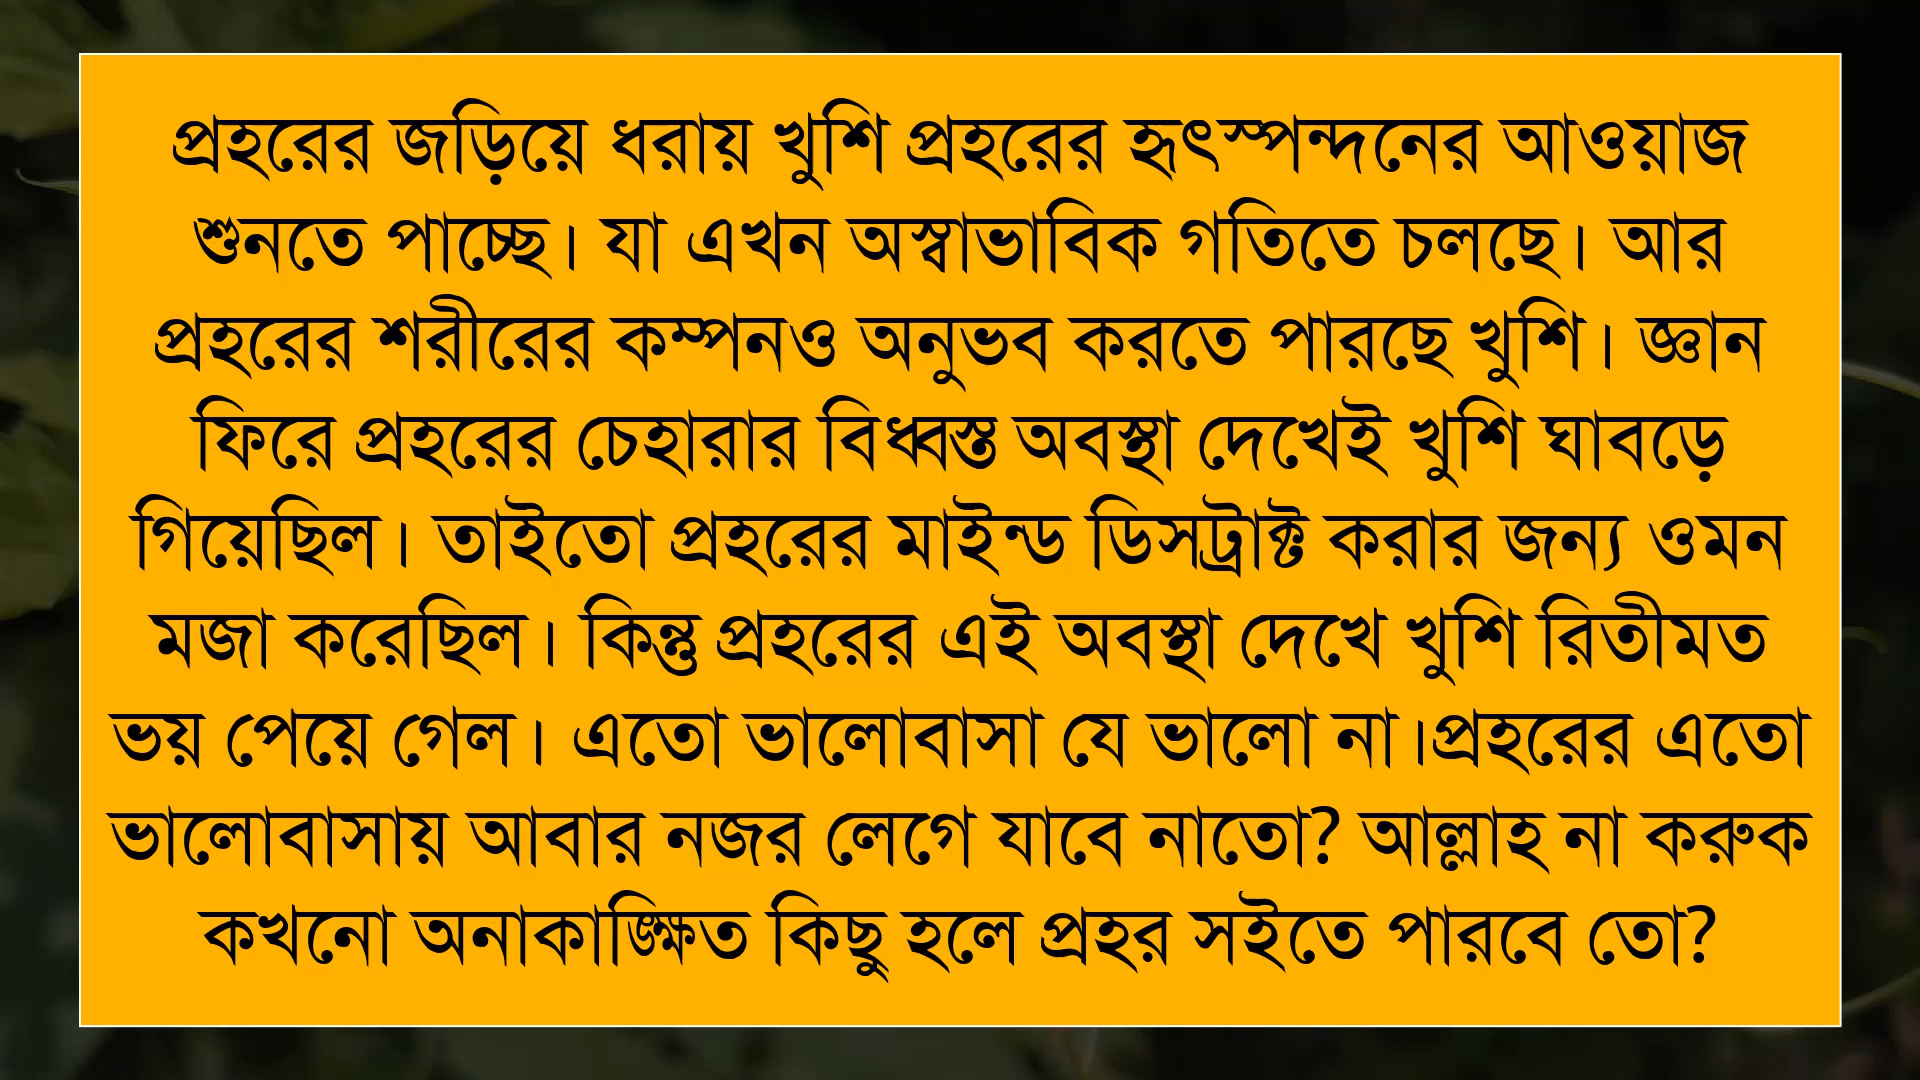 প্রহরের জড়িয়ে ধরায় খুশি প্রহরের হৃৎস্পন্দনের আওয়াজ
শুনতে পাচ্ছে। যা এখন অস্বাভাবিক গতিতে চলছে। আর
প্রহরের শরীরের কম্পনও অনুভব করতে পারছে খুশি। জ্ঞান
ফিরে প্রহরের চেহারার বিধ্বস্ত অবস্থা দেখেই খুশি ঘাবড়ে
গিয়েছিল। তাইতো প্রহরের মাইন্ড ডিসট্রাক্ট করার জন্য ওমন
মজা করেছিল। কিন্তু প্রহরের এই অবস্থা দেখে খুশি রিতীমত
ভয় পেয়ে গেল। এতো ভালোবাসা যে ভালো না।প্রহরের এতো
ভালোবাসায় আবার নজর লেগে যাবে নাতো? আল্লাহ না করুক
কখনো অনাকাঙ্ক্ষিত কিছু হলে প্রহর সইতে পারবে তো?